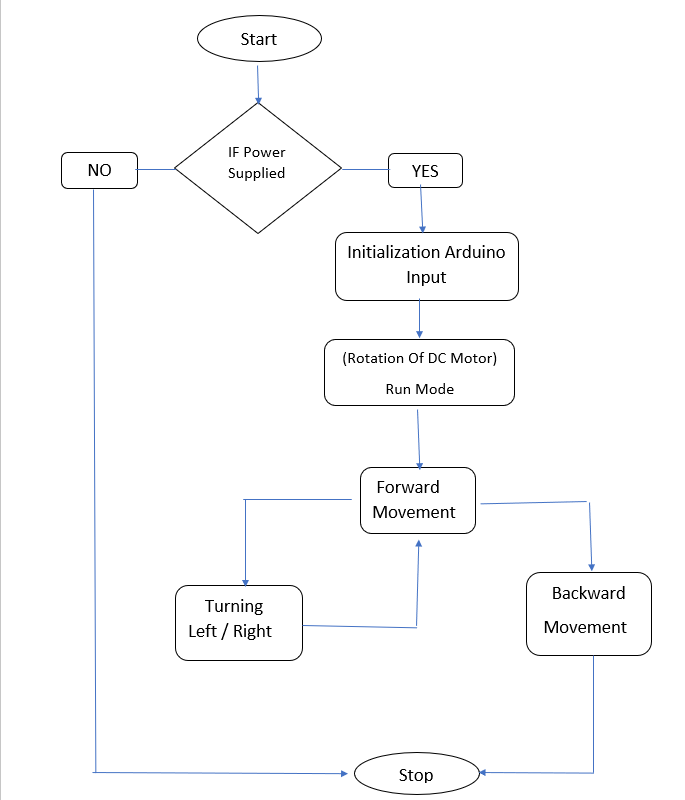 Start
IF Power
Supplied
NO
YES
Initialization Arduino
Input
(Rotation Of DC Motor)
Run Mode
Forward
Movement
Turning
Left / Right
Backward
Movement
Stop